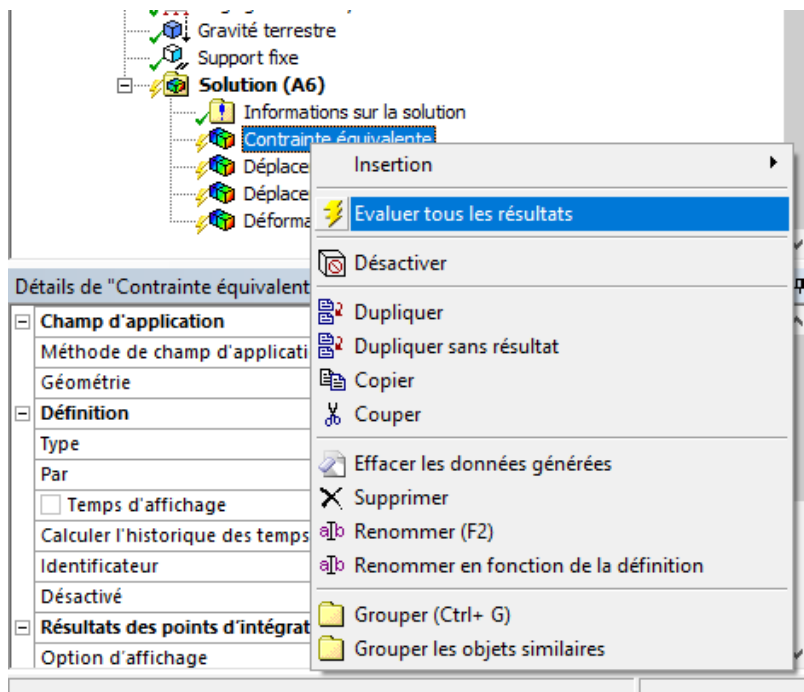 Gravité terrestre
Support fixe
Solution (A6)
Informations sur la solution
Contrainte équivalente
Déplace
Déplace
Déforma
Insertion
Evaluer tous les résultats
Désactiver
Dupliquer
Dupliquer sans résultat
Copier
Couper
Effacer les données générées
Supprimer
Renommer (F2)
Renommer en fonction de la définition
Grouper (Ctrl+ G)
Grouper les objets similaires
Détails de "Contrainte équivalent
Champ d'application
Méthode de champ d'applicati
Géométrie
Définition
Type
Par
Temps d'affichage
Calculer l'historique des temps
Identificateur
Désactivé
Résultats des points d'intégrat
Option d'affichage